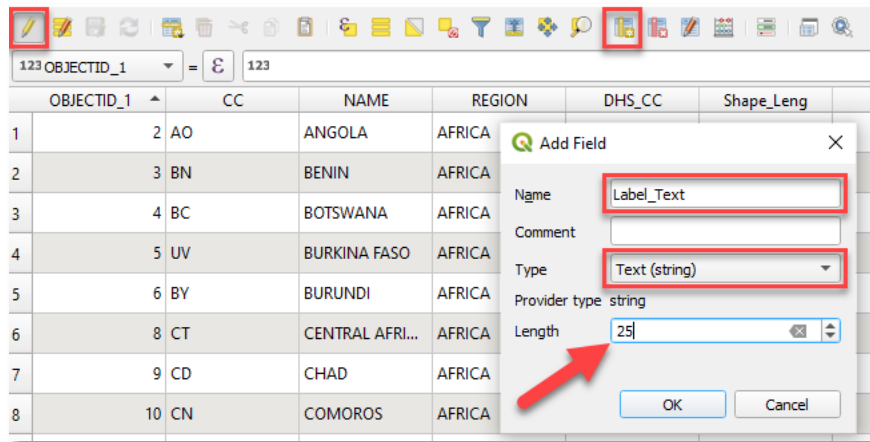 123 OBJECTID_1 = ε 123
OBJECTID_1 CC NAME REGION DHS_CC Shape_Leng
1 2 AO ANGOLA AFRICA
2 3 BN BENIN AFRICA
3 4 BC BOTSWANA AFRICA
4 5 UV BURKINA FASO AFRICA
5 6 BY BURUNDI AFRICA
6 8 CT CENTRAL AFRI... AFRICA
7 9 CD CHAD AFRICA
8 10 CN COMOROS AFRICA
Add Field
Name Label_Text
Comment
Type Text (string)
Provider type string
Length 25
OK Cancel